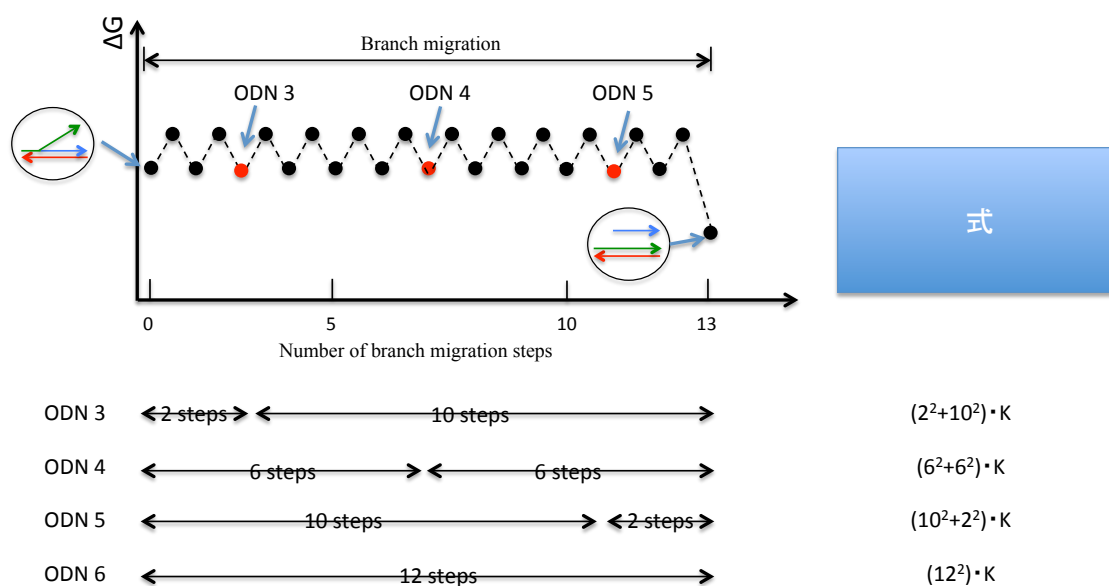 ΔG
Branch migration
ODN 3
ODN 4
ODN 5
式
0
5
10
13
Number of branch migration steps
ODN 3
2 steps
10 steps
(2²+10²)・K
ODN 4
6 steps
6 steps
(6²+6²)・K
ODN 5
10 steps
2 steps
(10²+2²)・K
ODN 6
12 steps
(12²)・K